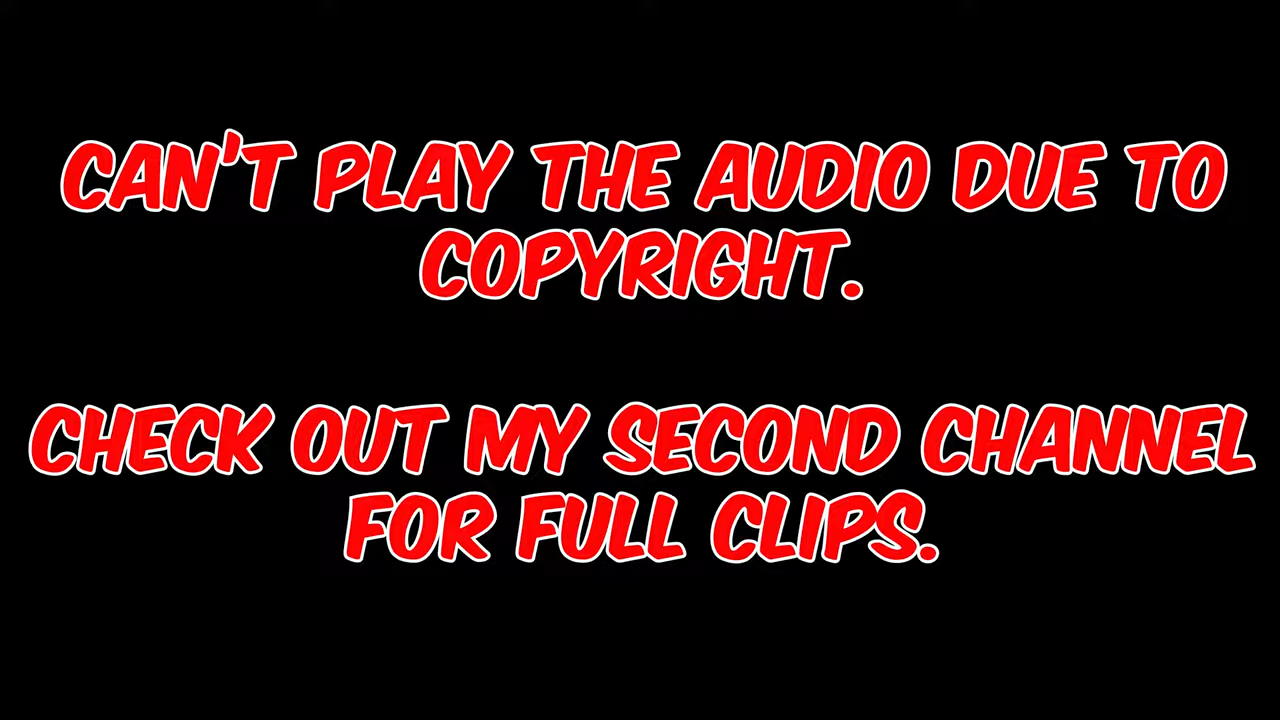 CAN'T PLAY THE AUDIO DUE TO
COPYRIGHT.
CHECK OUT MY SECOND CHANNEL
FOR FULL CLIPS.